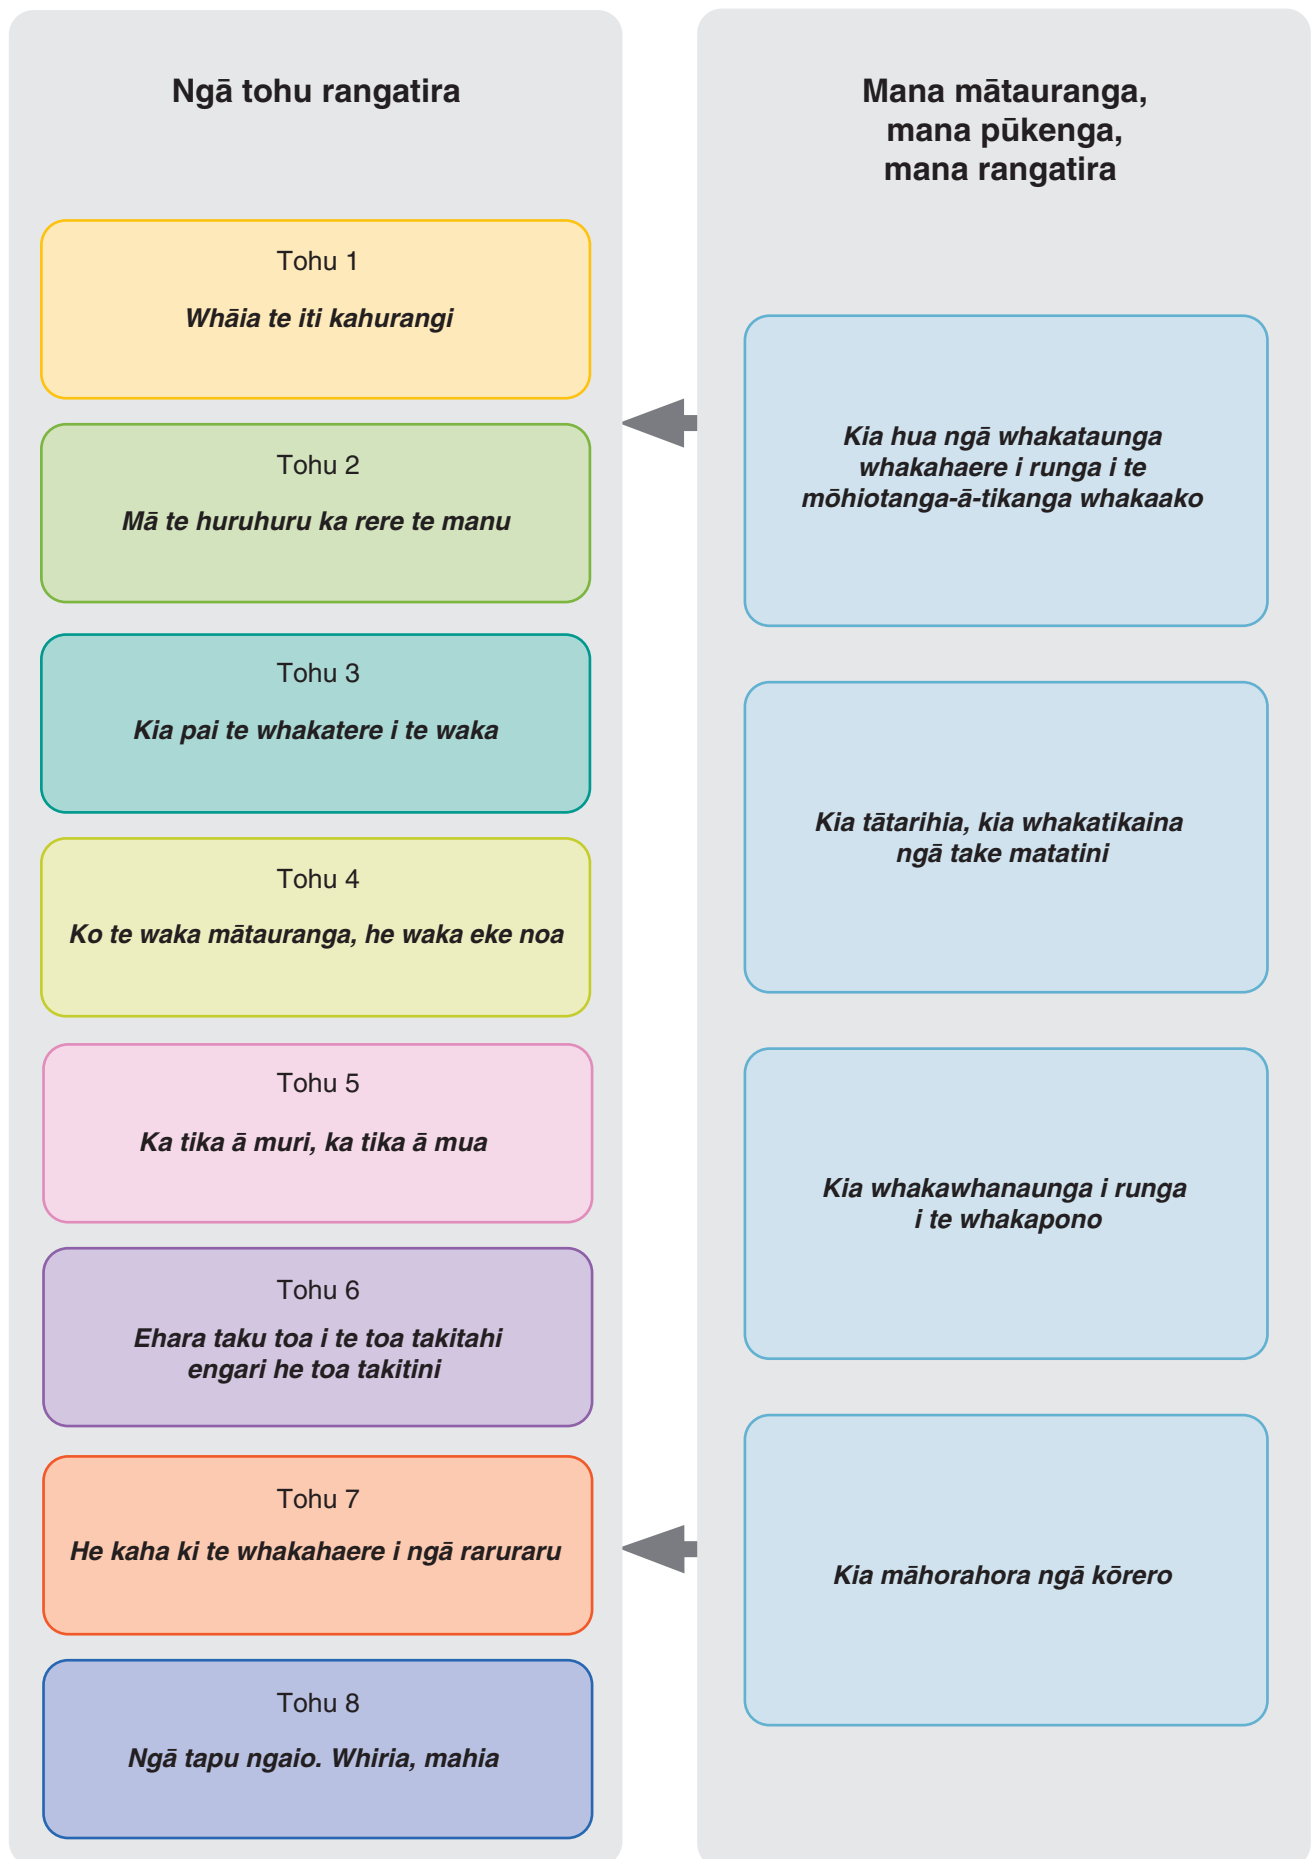 Ngā tohu rangatira
Tohu 1
Whāia te iti kahurangi
Tohu 2
Mā te huruhuru ka rere te manu
Tohu 3
Kia pai te whakatere i te waka
Tohu 4
Ko te waka mātauranga, he waka eke noa
Tohu 5
Ka tika ā muri, ka tika ā mua
Tohu 6
Ehara taku toa i te toa takitahi
engari he toa takitini
Tohu 7
He kaha ki te whakahaere i ngā raruraru
Tohu 8
Ngā tapu ngaio. Whiria, mahia
Mana mātauranga,
mana pūkenga,
mana rangatira
Kia hua ngā whakataunga
whakahaere i runga i te
mōhiotanga-ā-tikanga whakaako
Kia tātarihia, kia whakatikaina
ngā take matatini
Kia whakawhanaunga i runga
i te whakapono
Kia māhorahora ngā kōrero